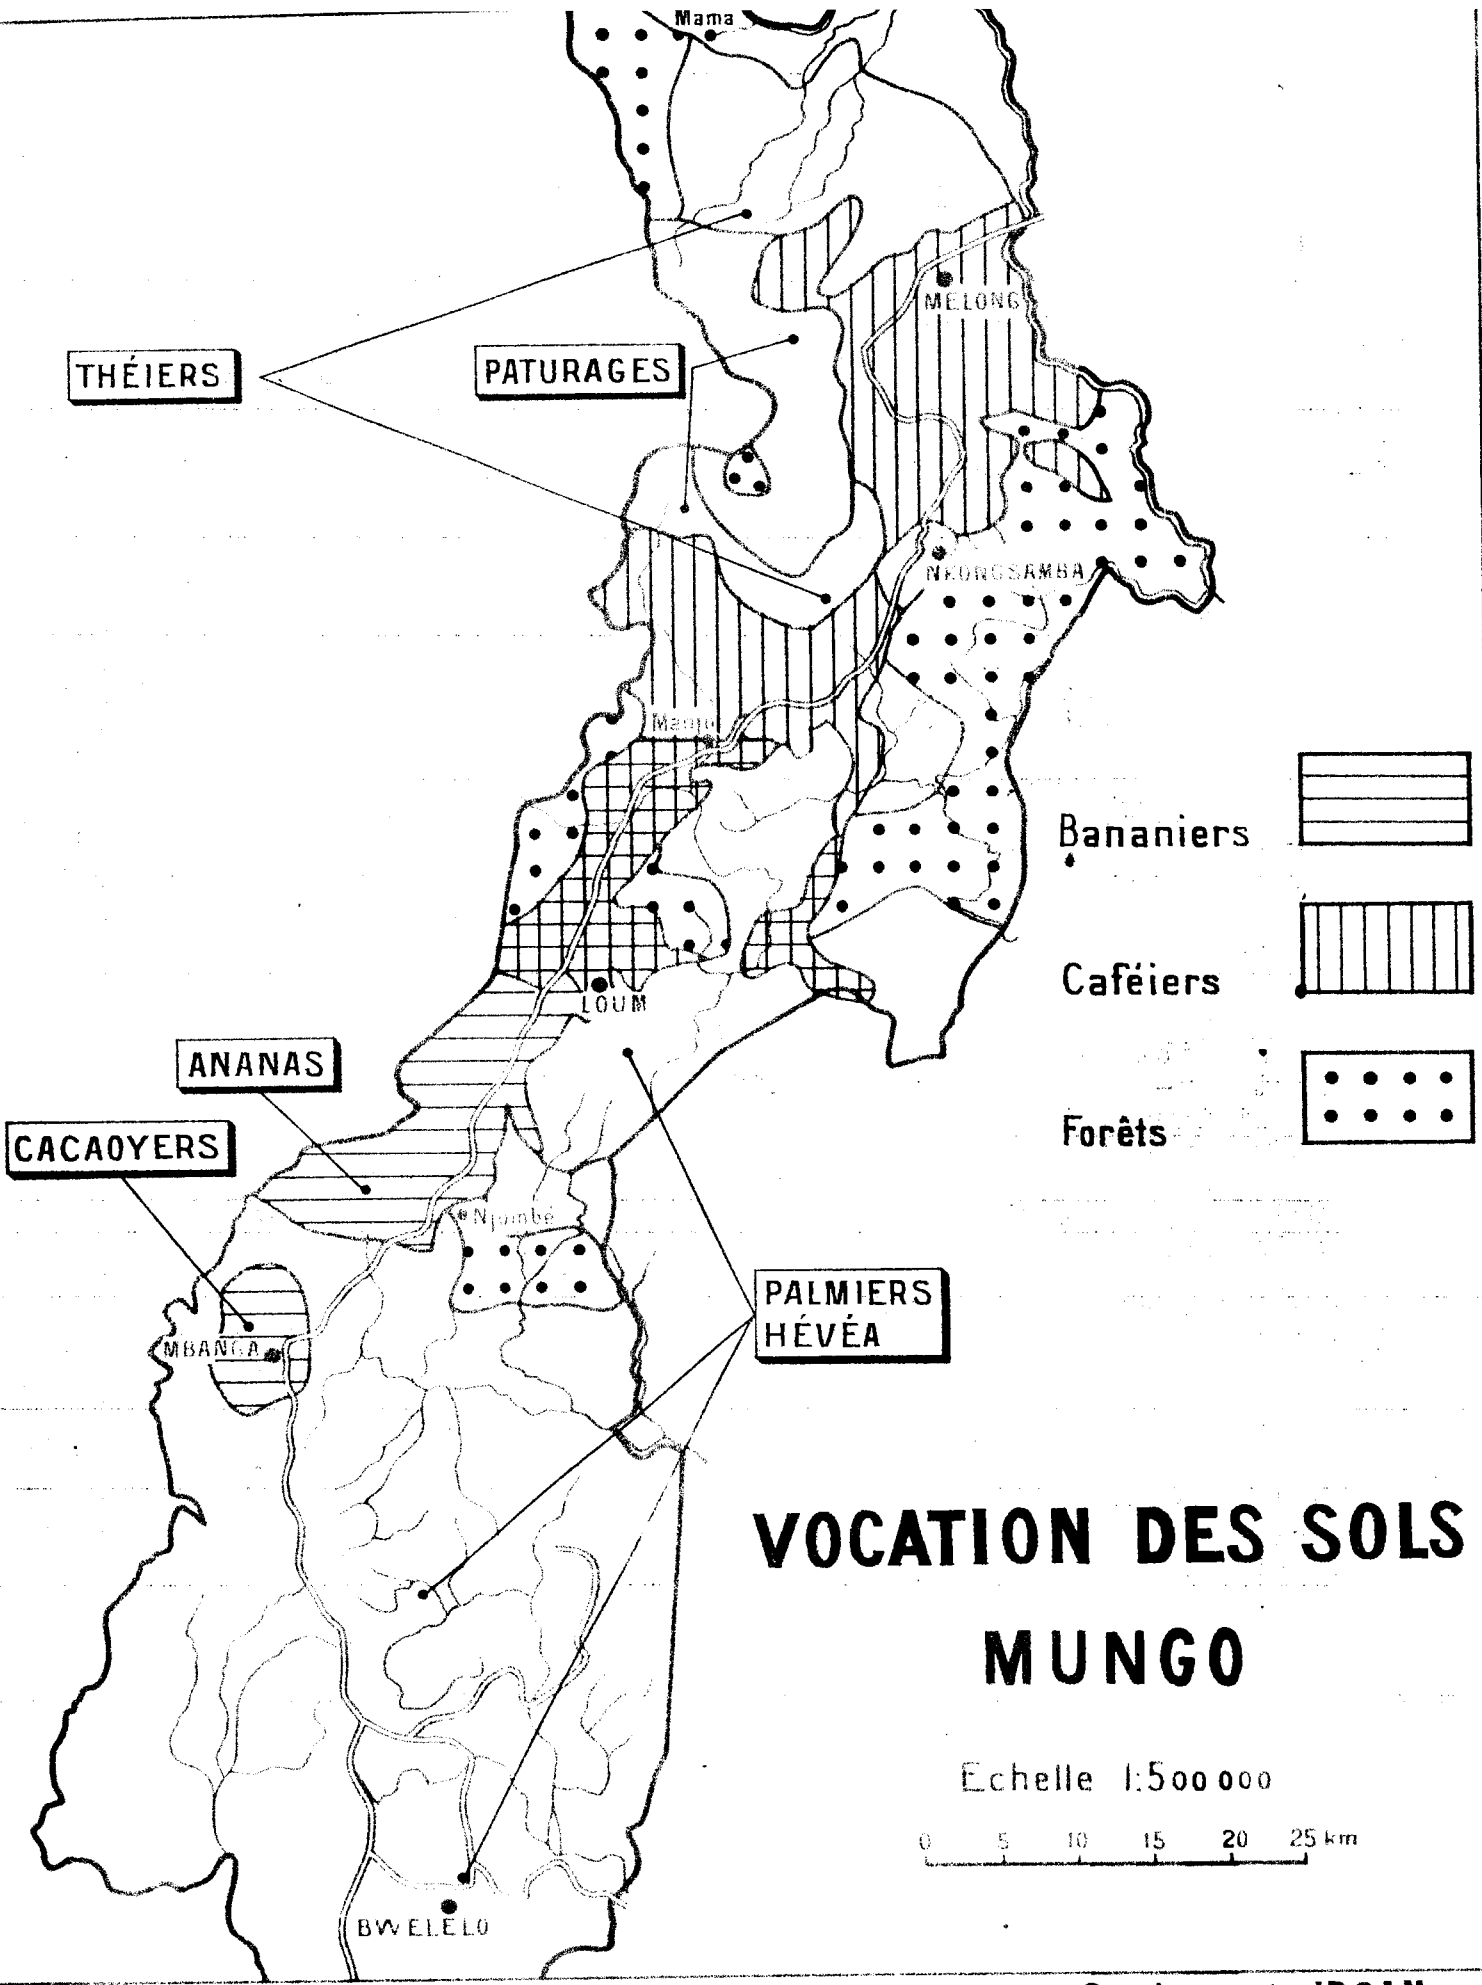 Mama
MELONG
THÉIERS
PATURAGES
NKONGSAMBA
Manjo
Bananiers
Caféiers
LOUM
ANANAS
CACAOYERS
Forêts
Njombé
PALMIERS
HÉVÉA
MBANGA
VOCATION DES SOLS
MUNGO
Echelle 1:500 000
0 5 10 15 20 25 km
BWELELO